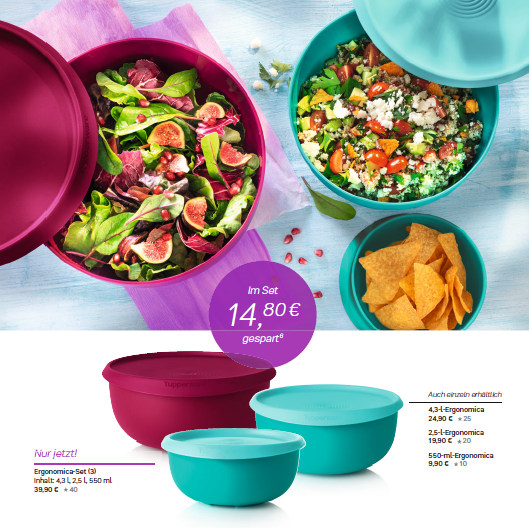 Im Set
14,80 €
gespart⁶
Tupperware
Nur jetzt!
Ergonomica-Set (3)
Inhalt: 4,3 l, 2,5 l, 550 ml
39,90 € ★ 40
Auch einzeln erhältlich
4,3-l-Ergonomica
24,90 € ★ 25
2,5-l-Ergonomica
19,90 € ★ 20
550-ml-Ergonomica
9,90 € ★ 10